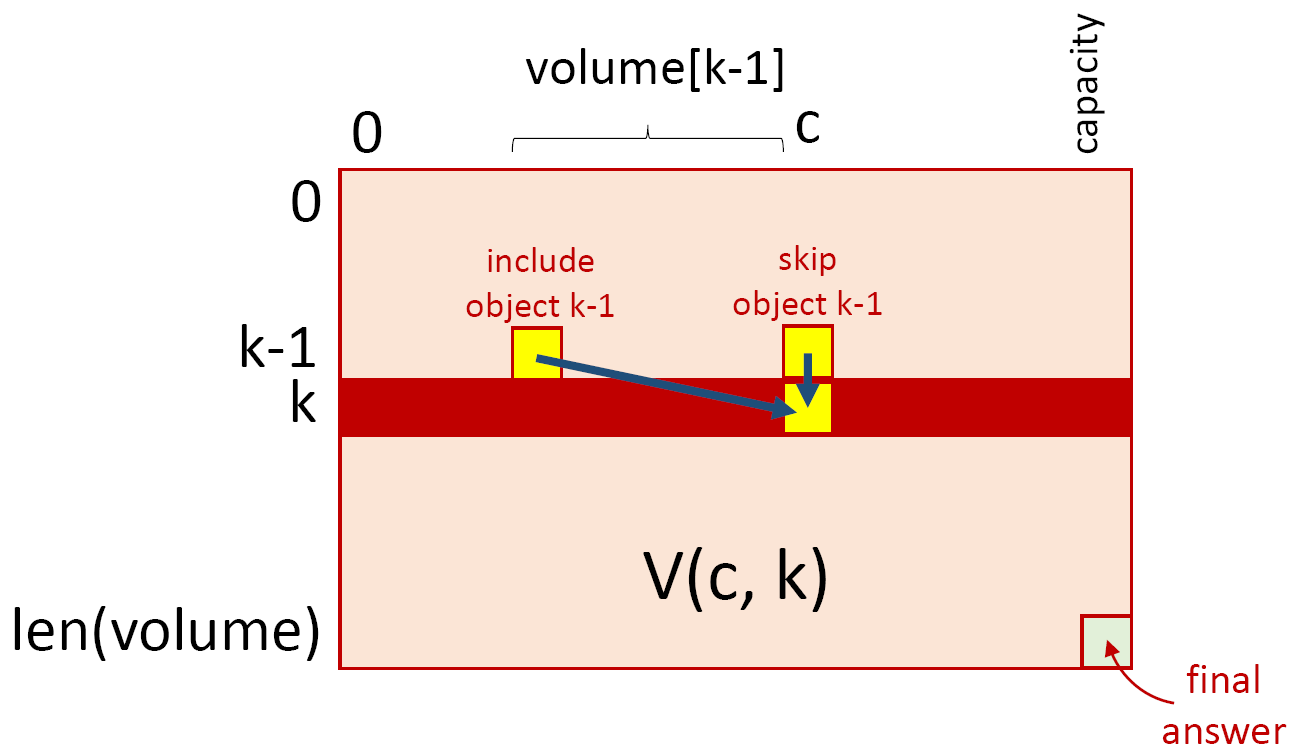 capacity
volume[k-1]
0
c
0
include
object k-1
skip
object k-1
k-1
k
V(c, k)
len(volume)
final
answer